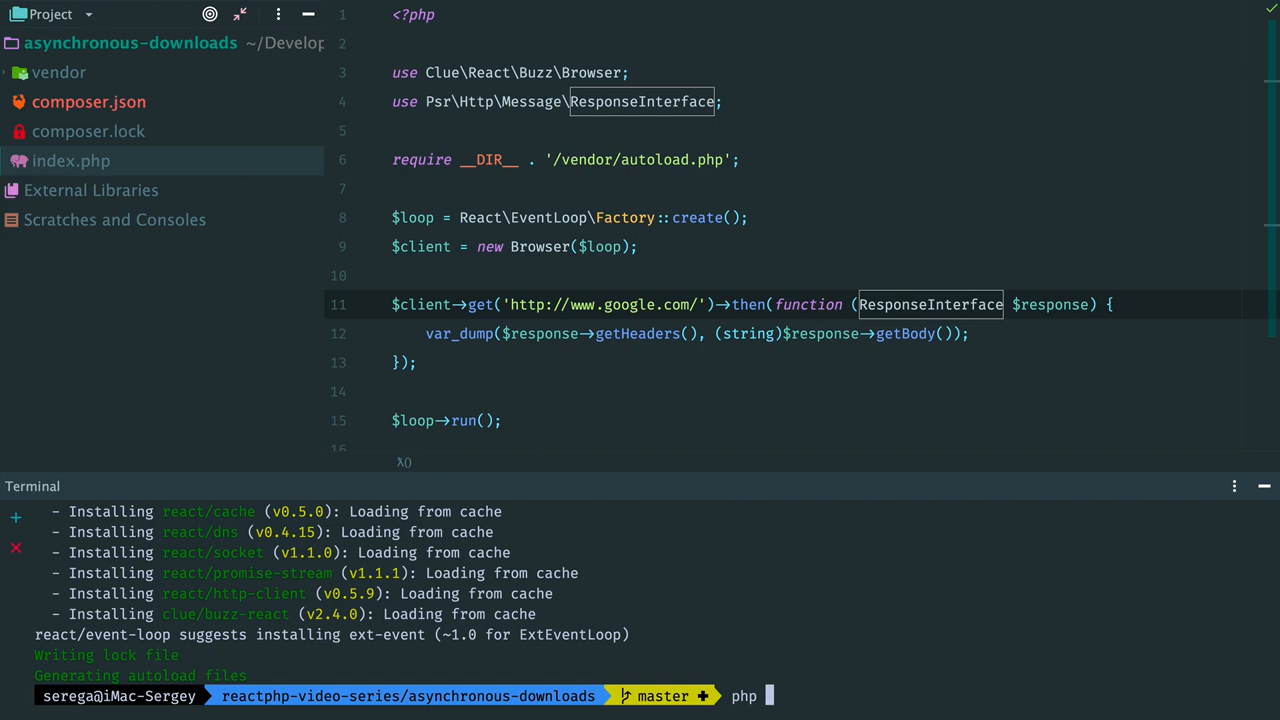 Project
asynchronous-downloads ~/Develop
vendor
composer.json
composer.lock
index.php
External Libraries
Scratches and Consoles
1 <?php
2
3 use Clue\React\Buzz\Browser;
4 use Psr\Http\Message\ResponseInterface;
5
6 require __DIR__ . '/vendor/autoload.php';
7
8 $loop = React\EventLoop\Factory::create();
9 $client = new Browser($loop);
10
11 $client->get('http://www.google.com/')->then(function (ResponseInterface $response) {
12 var_dump($response->getHeaders(), (string)$response->getBody());
13 });
14
15 $loop->run();
16
λ()
Terminal
- Installing react/cache (v0.5.0): Loading from cache
- Installing react/dns (v0.4.15): Loading from cache
- Installing react/socket (v1.1.0): Loading from cache
- Installing react/promise-stream (v1.1.1): Loading from cache
- Installing react/http-client (v0.5.9): Loading from cache
- Installing clue/buzz-react (v2.4.0): Loading from cache
react/event-loop suggests installing ext-event (~1.0 for ExtEventLoop)
Writing lock file
Generating autoload files
serega@iMac-Sergey reactphp-video-series/asynchronous-downloads master + php